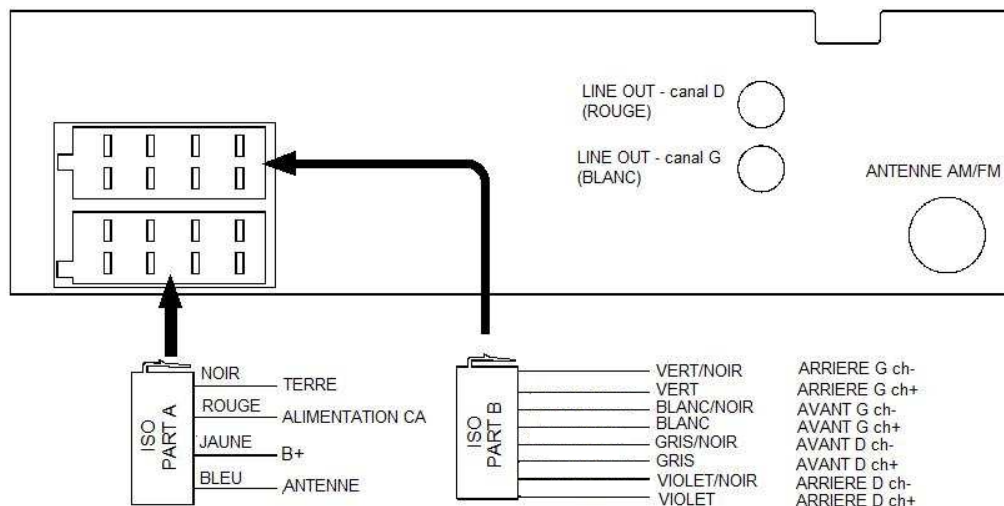 LINE OUT - canal D
(ROUGE)
LINE OUT - canal G
(BLANC)
ANTENNE AM/FM
ISO
PART A
NOIR
TERRE
ROUGE
ALIMENTATION CA
JAUNE
B+
BLEU
ANTENNE
ISO
PART B
VERT/NOIR ARRIERE G ch-
VERT ARRIERE G ch+
BLANC/NOIR AVANT G ch-
BLANC AVANT G ch+
GRIS/NOIR AVANT D ch-
GRIS AVANT D ch+
VIOLET/NOIR ARRIERE D ch-
VIOLET ARRIERE D ch+